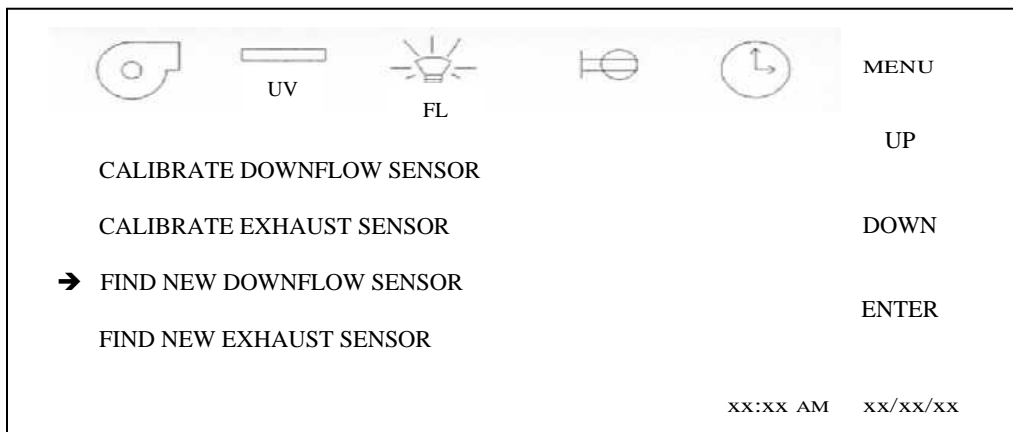 UV
FL
MENU
UP
CALIBRATE DOWNFLOW SENSOR
CALIBRATE EXHAUST SENSOR
DOWN
➔ FIND NEW DOWNFLOW SENSOR
ENTER
FIND NEW EXHAUST SENSOR
XX:XX AM XX/XX/XX